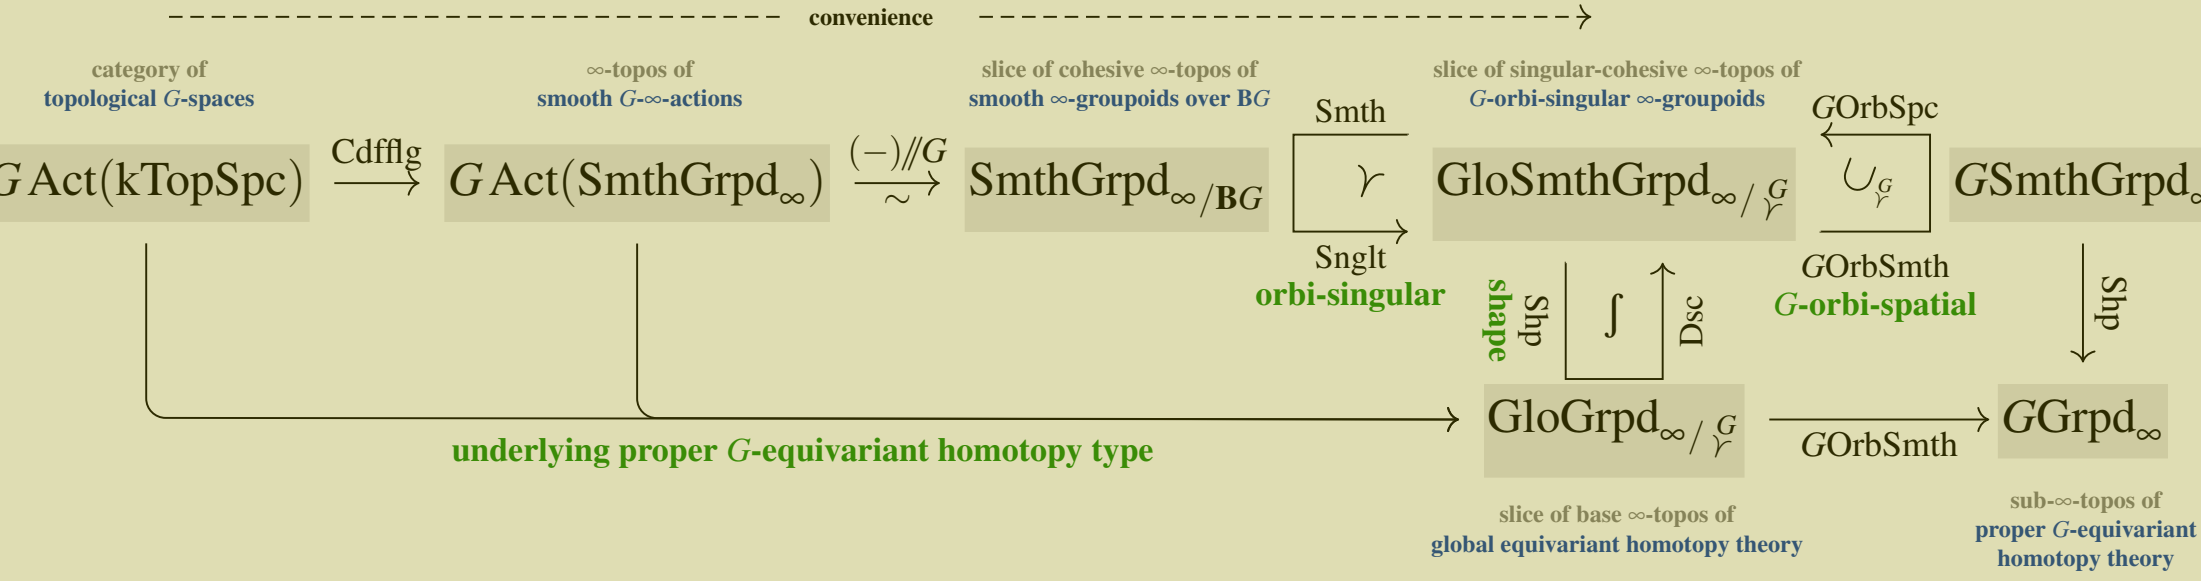 convenience
category of
topological G-spaces
∞-topos of
smooth G-∞-actions
slice of cohesive ∞-topos of
smooth ∞-groupoids over BG
slice of singular-cohesive ∞-topos of
G-orbi-singular ∞-groupoids
Smth
GOrbSpc
Cdfflg
(−)⫽G
G Act(kTopSpc)
G Act(SmthGrpd∞)
∼
SmthGrpd∞/BG
ʏ
GloSmthGrpd∞/ʏG
∪ʏG
GSmthGrpd∞
Snglt
orbi-singular
GOrbSmth
G-orbi-spatial
shape
Shp
∫
Dsc
Shp
GloGrpd∞/ʏG
GOrbSmth
GGrpd∞
underlying proper G-equivariant homotopy type
slice of base ∞-topos of
global equivariant homotopy theory
sub-∞-topos of
proper G-equivariant
homotopy theory